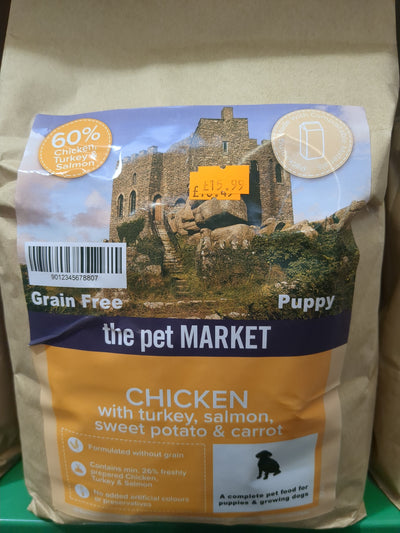 60%
Chicken,
Turkey &
Salmon
£15.99
9012345678807
Grain Free
Puppy
the pet MARKET
CHICKEN
with turkey, salmon,
sweet potato & carrot
Formulated without grain
Contains min. 26% freshly
prepared Chicken,
Turkey & Salmon
No added artificial colours
or preservatives
A complete pet food for
puppies & growing dogs